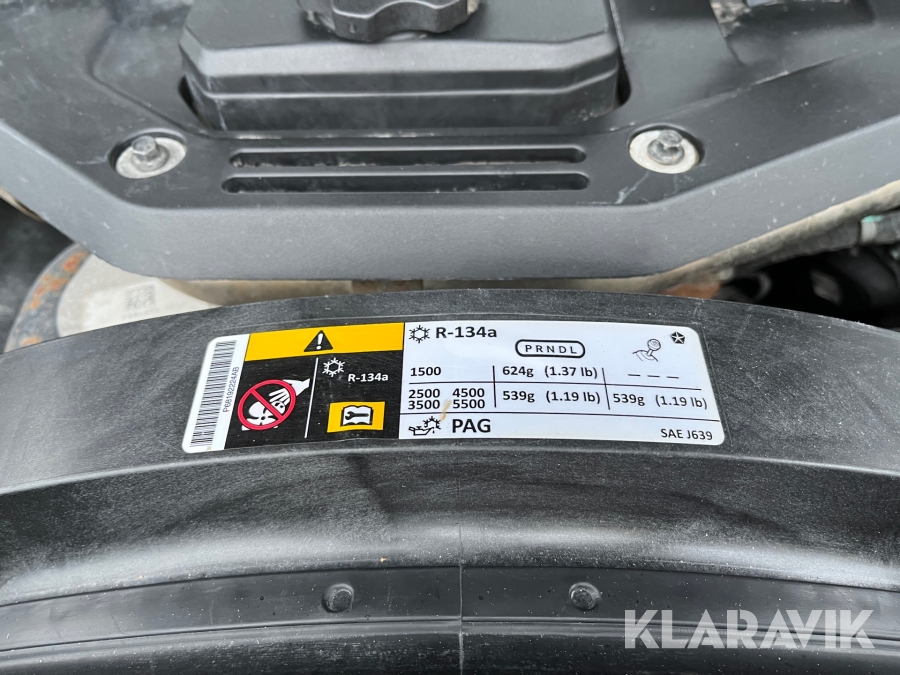 P68192224AB
R-134a
R-134a
PRNDL
1500 624g (1.37 lb) _ _ _
2500 4500
3500 5500 539g (1.19 lb) 539g (1.19 lb)
PAG
SAE J639
KLARAVIK